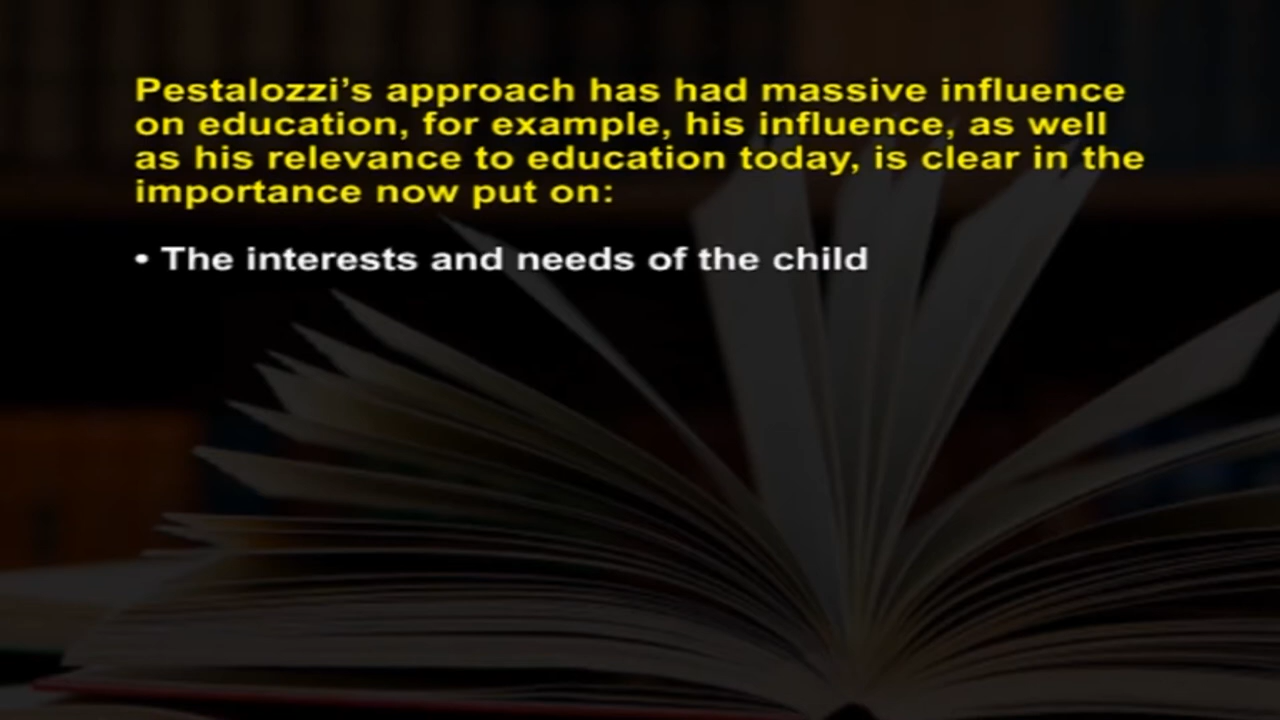 Pestalozzi's approach has had massive influence
on education, for example, his influence, as well
as his relevance to education today, is clear in the
importance now put on:
• The interests and needs of the child